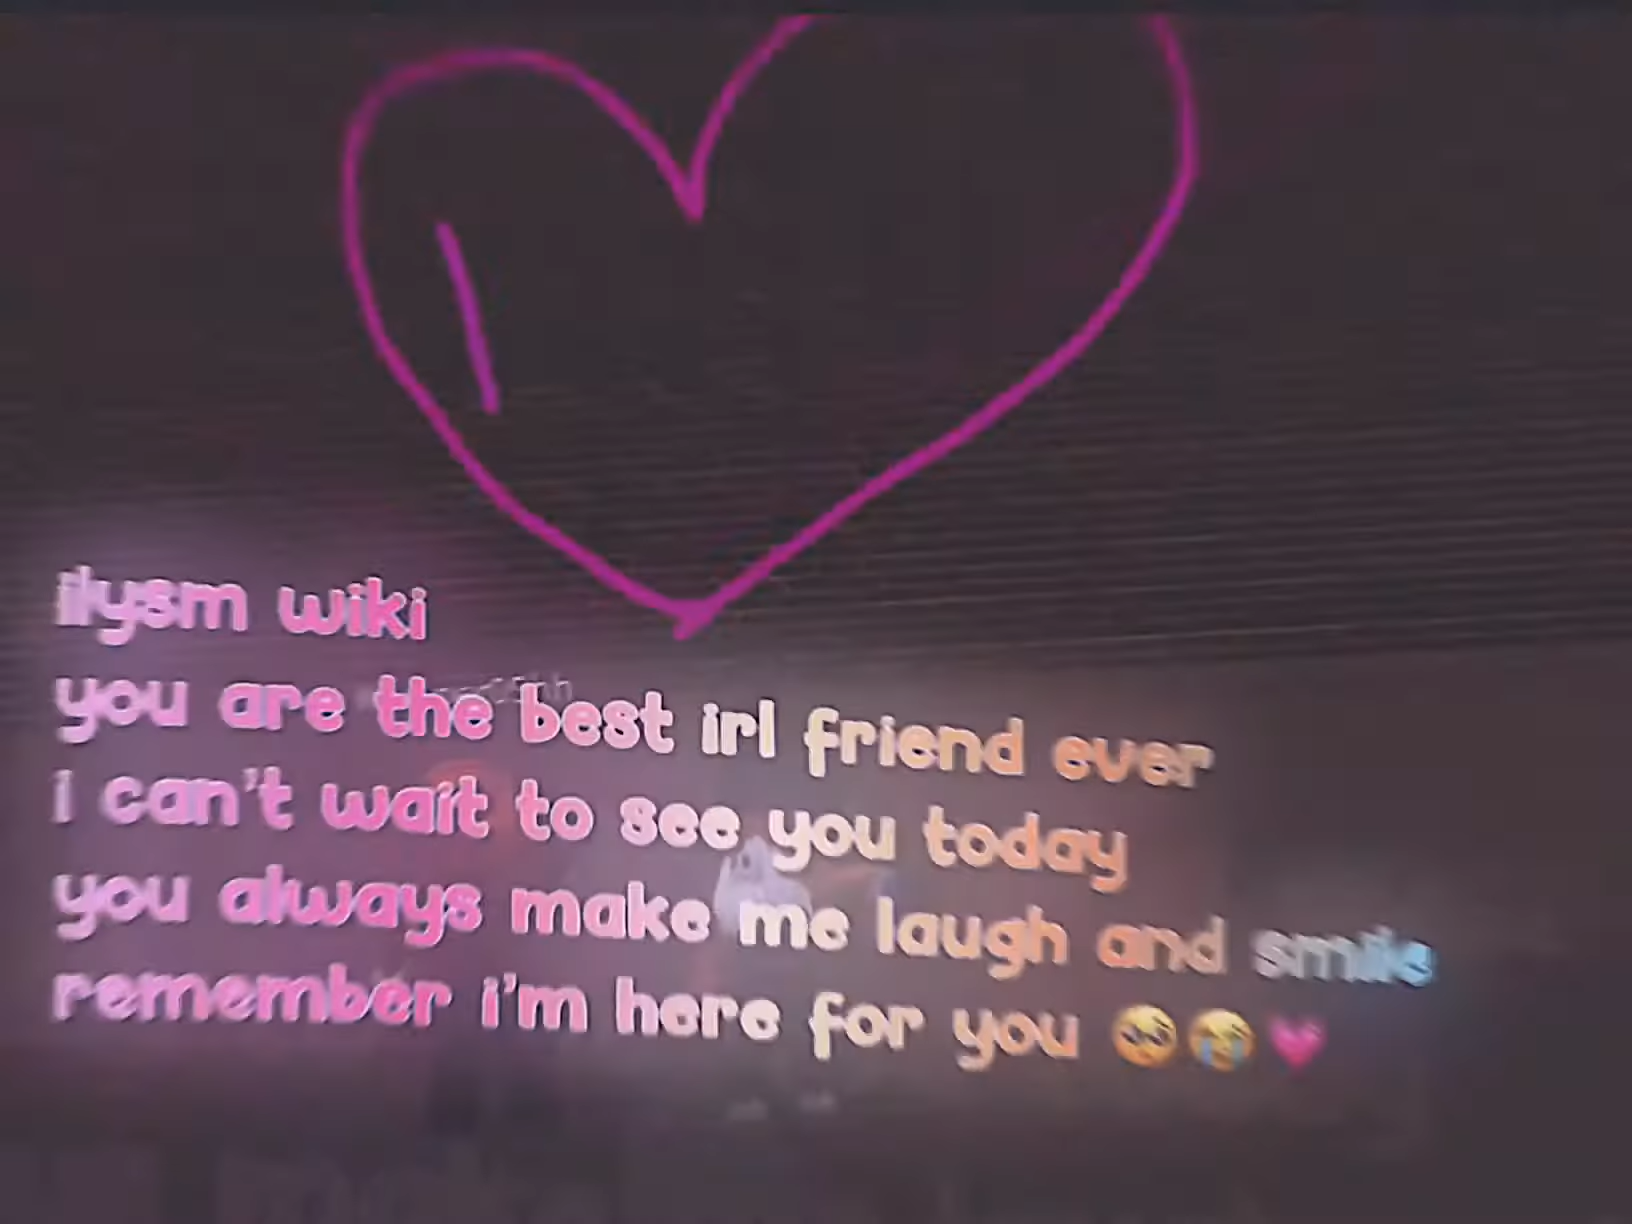 ilysm wiki
you are the best irl friend ever
i can't wait to see you today
you always make me laugh and smile
remember i'm here for you 🥺😭💗